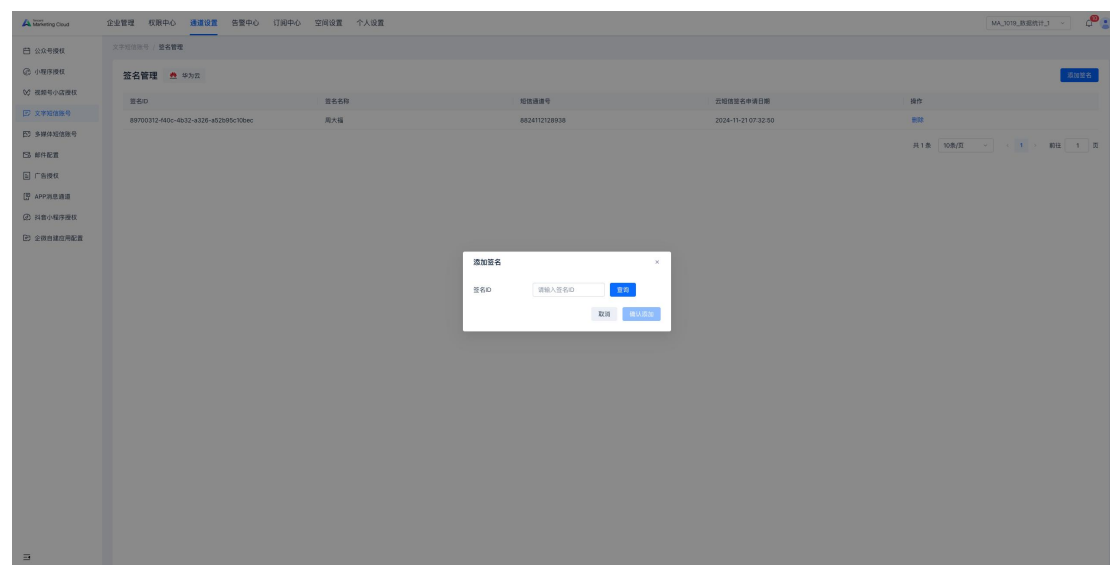 Marketing Cloud
企业管理 权限中心 通道设置 告警中心 订阅中心 空间设置 个人设置
MA_1019_数据统计_1
公众号授权
小程序授权
视频号小店授权
文字短信账号
多媒体短信账号
邮件配置
广告授权
APP消息通道
抖音小程序授权
企微自建应用配置
文字短信账号 / 签名管理
签名管理 华为云
添加签名
签名ID 签名名称 短信通道号 云短信签名申请日期 操作
89700312-f40c-4b32-a326-a52b95c10bec 周大福 8824112128938 2024-11-21 07:32:50 删除
共 1 条 10条/页 1 前往 1 页
添加签名 ×
签名ID 请输入签名ID 查询
取消 确认添加